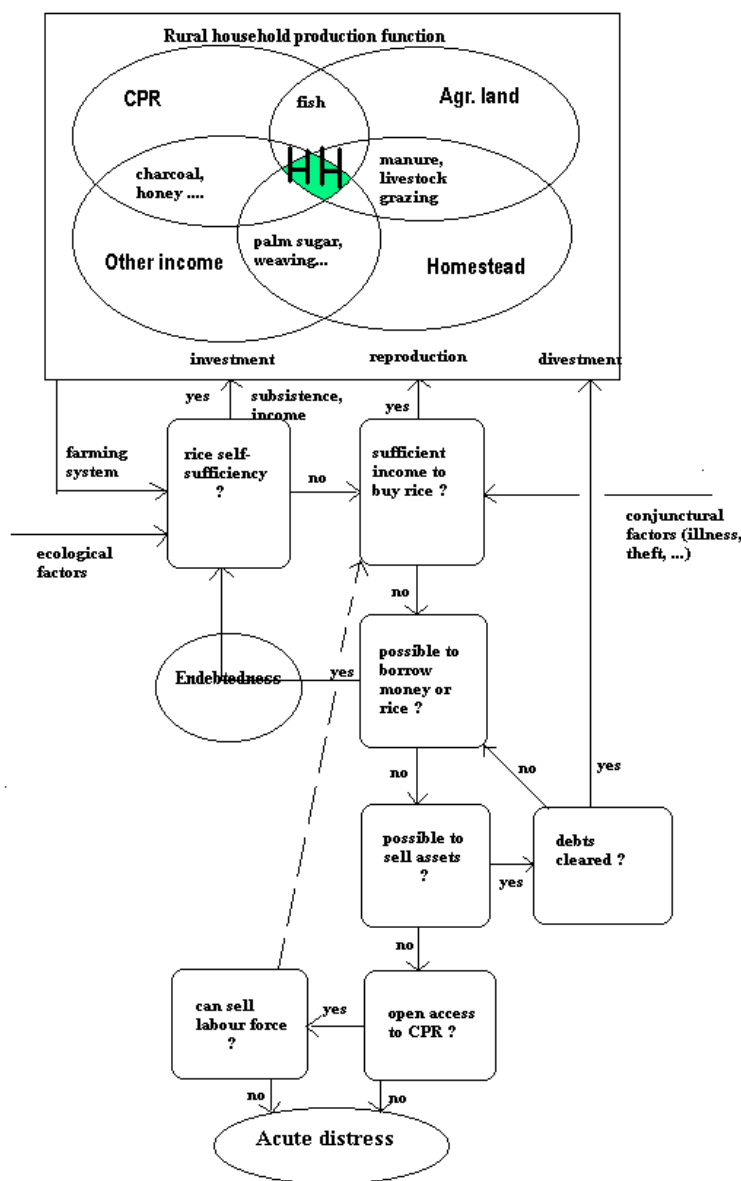 Rural household production function
CPR
fish
Agr. land
HH
charcoal,
honey ....
manure,
livestock
grazing
Other income
palm sugar,
weaving...
Homestead
investment
reproduction
divestment
yes
subsistence,
income
yes
farming
system
rice self-
sufficiency
?
no
sufficient
income to
buy rice ?
ecological
factors
conjunctural
factors (illness,
theft, ...)
no
Endebtedness
yes
possible to
borrow
money or
rice ?
no
no
yes
possible to
sell assets
?
yes
debts
cleared ?
no
can sell
labour force
?
yes
open access
to CPR ?
no
no
Acute distress